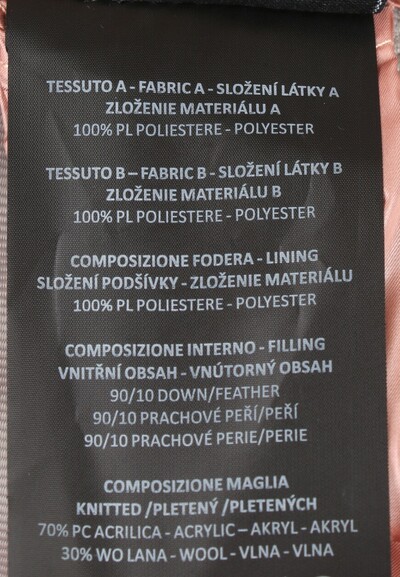 TESSUTO A - FABRIC A - SLOŽENÍ LÁTKY A
ZLOŽENIE MATERIÁLU A
100% PL POLIESTERE - POLYESTER
TESSUTO B – FABRIC B - SLOŽENÍ LÁTKY B
ZLOŽENIE MATERIÁLU B
100% PL POLIESTERE - POLYESTER
COMPOSIZIONE FODERA - LINING
SLOŽENÍ PODŠÍVKY - ZLOŽENIE MATERIÁLU
100% PL POLIESTERE - POLYESTER
COMPOSIZIONE INTERNO - FILLING
VNITŘNÍ OBSAH - VNÚTORNÝ OBSAH
90/10 DOWN/FEATHER
90/10 PRACHOVÉ PEŘÍ/PEŘÍ
90/10 PRACHOVÉ PERIE/PERIE
COMPOSIZIONE MAGLIA
KNITTED /PLETENÝ /PLETENÝCH
70% PC ACRILICA - ACRYLIC – AKRYL - AKRYL
30% WO LANA - WOOL - VLNA - VLNA